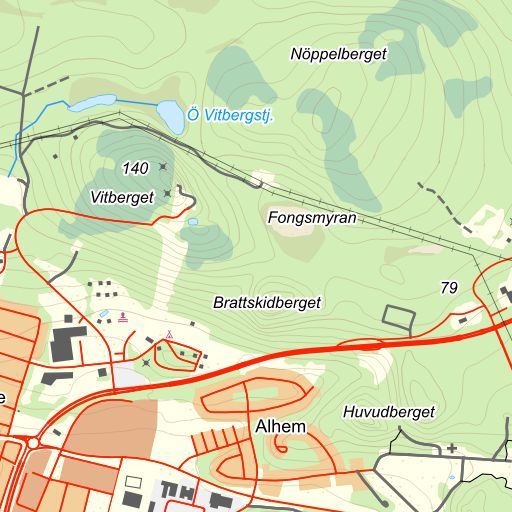 Nöppelberget
Ö Vitbergstj.
140
Vitberget
Fongsmyran
79
Brattskidberget
Huvudberget
e
Alhem